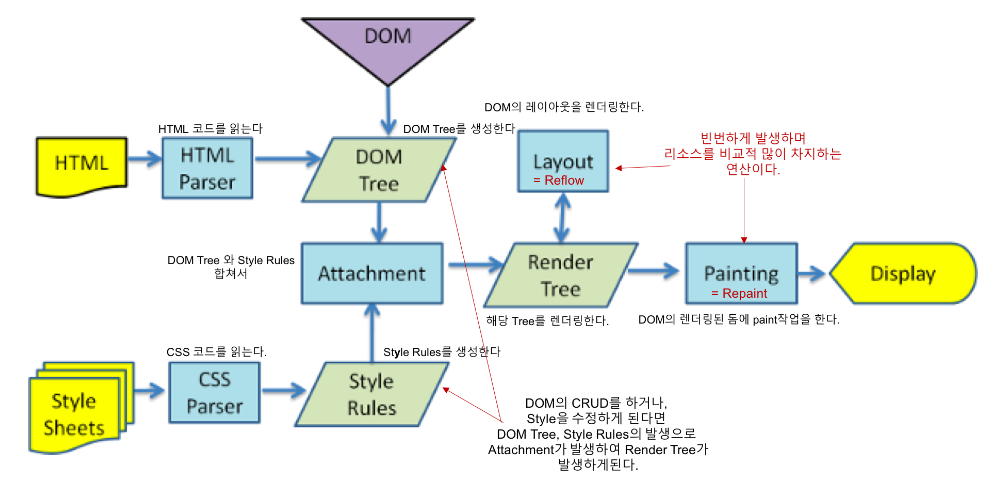 DOM
DOM의 레이아웃을 렌더링한다.
HTML 코드를 읽는다
DOM Tree를 생성한다
빈번하게 발생하며
리소스를 비교적 많이 차지하는
연산이다.
HTML
HTML
Parser
DOM
Tree
Layout
= Reflow
DOM Tree 와 Style Rules
합쳐서
Attachment
Render
Tree
Painting
= Repaint
Display
해당 Tree를 렌더링한다.
DOM의 렌더링된 돔에 paint작업을 한다.
CSS 코드를 읽는다.
Style Rules를 생성한다
Style
Sheets
CSS
Parser
Style
Rules
DOM의 CRUD를 하거나,
Style을 수정하게 된다면
DOM Tree, Style Rules의 발생으로
Attachment가 발생하여 Render Tree가
발생하게된다.